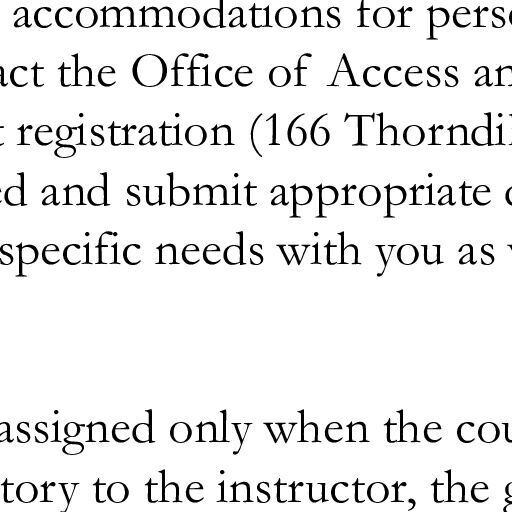 accommodations for pers
act the Office of Access an
registration (166 Thorndi
ed and submit appropriate
specific needs with you as
assigned only when the cou
tory to the instructor, the g